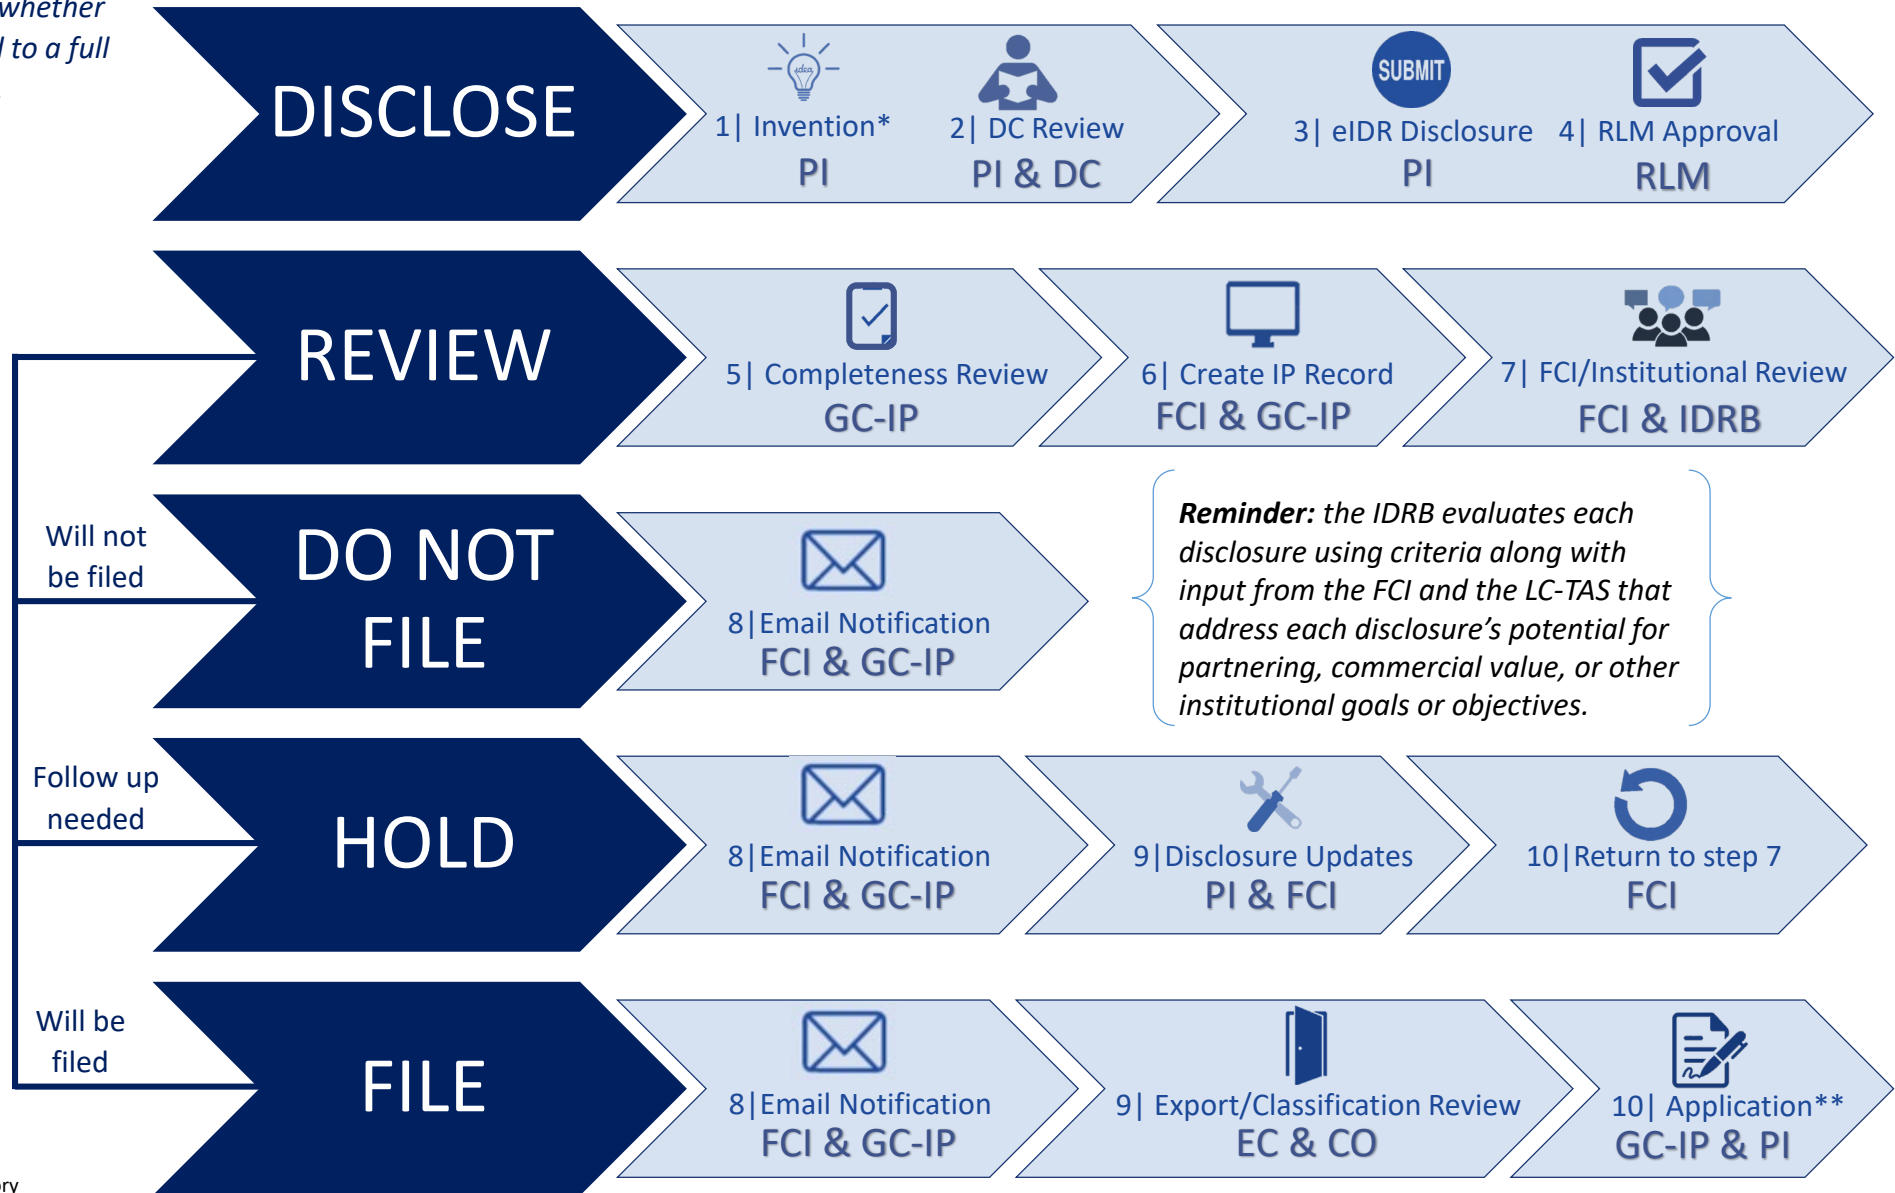 whether
to a full
DISCLOSE
idea
1| Invention*
PI
2| DC Review
PI & DC
SUBMIT
3| eIDR Disclosure
PI
4| RLM Approval
RLM
REVIEW
5| Completeness Review
GC-IP
6| Create IP Record
FCI & GC-IP
7| FCI/Institutional Review
FCI & IDRB
Will not
be filed
DO NOT
FILE
8|Email Notification
FCI & GC-IP
Reminder: the IDRB evaluates each
disclosure using criteria along with
input from the FCI and the LC-TAS that
address each disclosure’s potential for
partnering, commercial value, or other
institutional goals or objectives.
Follow up
needed
HOLD
8|Email Notification
FCI & GC-IP
9|Disclosure Updates
PI & FCI
10|Return to step 7
FCI
Will be
filed
FILE
8|Email Notification
FCI & GC-IP
9| Export/Classification Review
EC & CO
10| Application**
GC-IP & PI